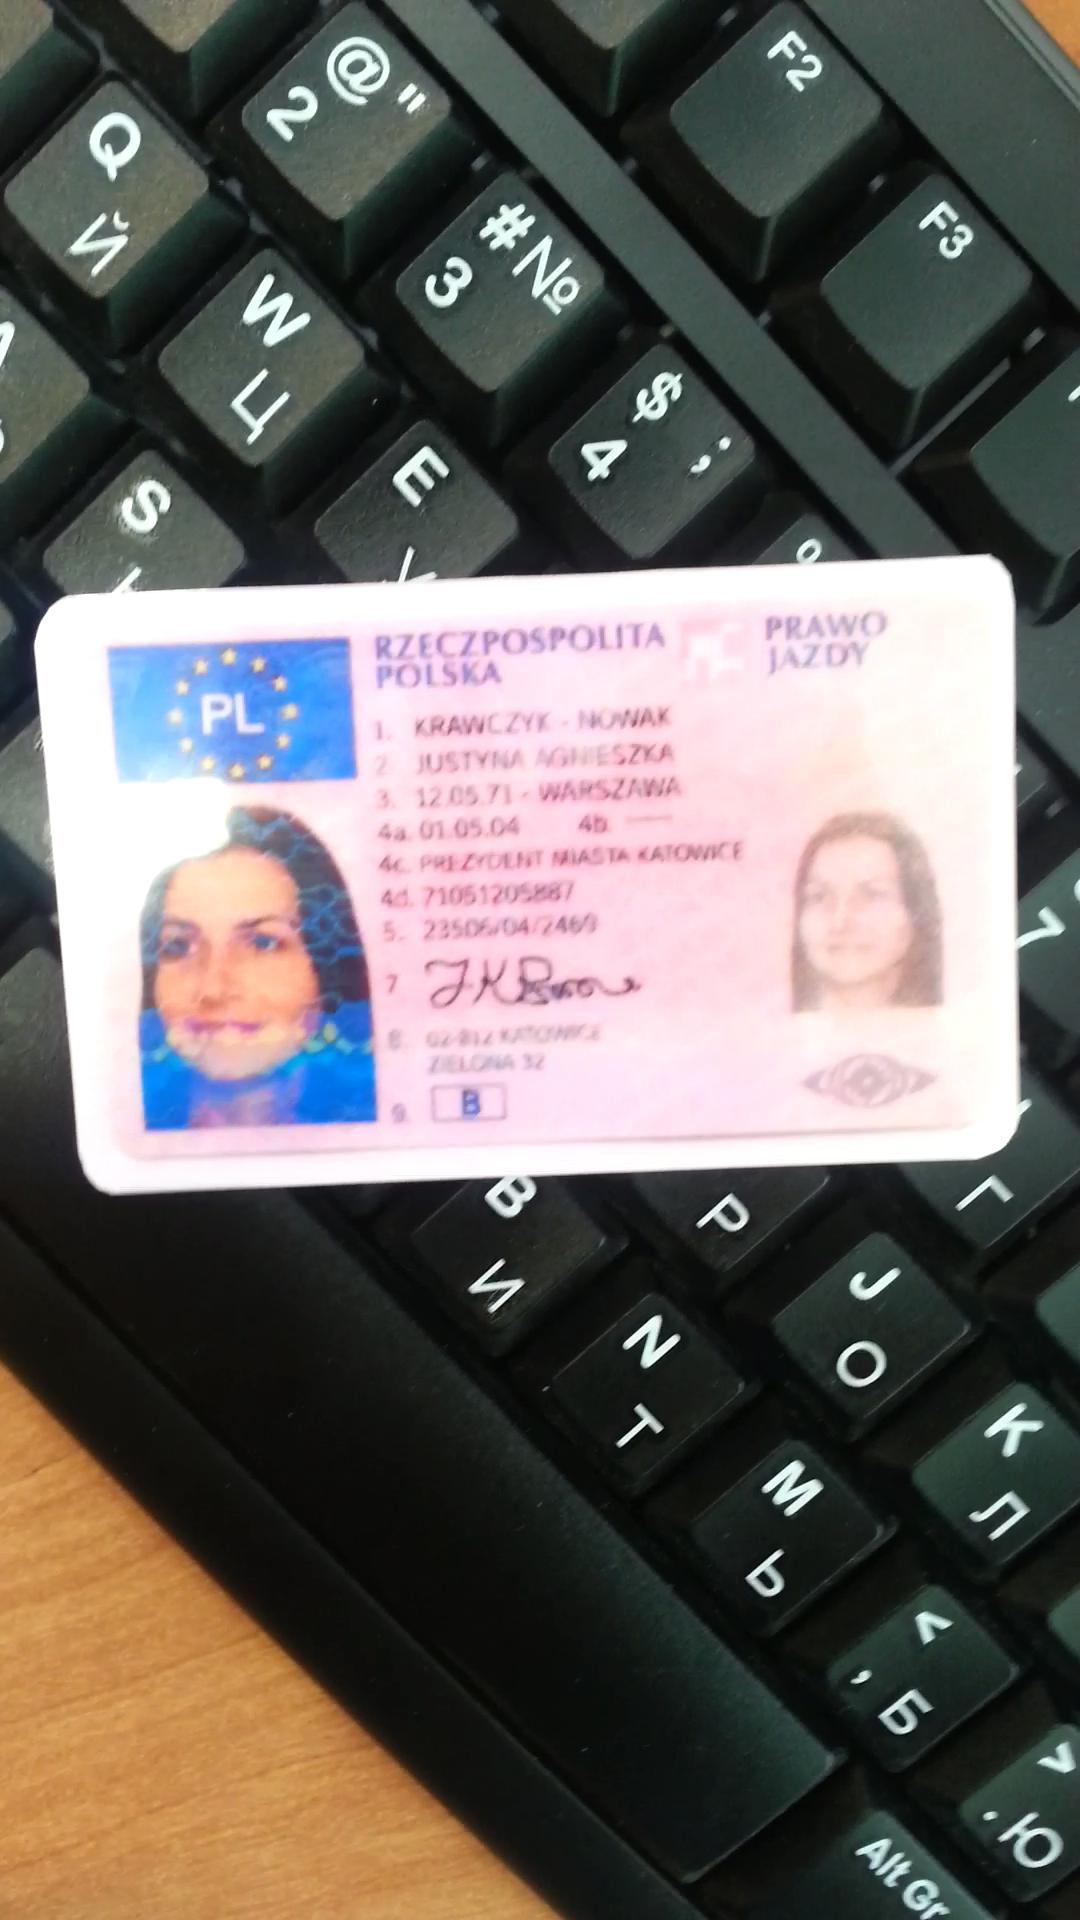 2 @ "
F2
Q
Й
# №
3
F3
W
Ц
$
4 ;
E
S
PL
RZECZPOSPOLITA
POLSKA
PRAWO
JAZDY
1. KRAWCZYK - NOWAK
2. JUSTYNA AGNIESZKA
3. 12.05.71 - WARSZAWA
4a. 01.05.04 4b. —
4c. PREZYDENT MIASTA KATOWICE
4d. 71051205887
5. 23506/04/2469
7
8. 02-812 KATOWICE
ZIELONA 32
9. B
7
B
И
P
Г
J
O
N
T
K
Л
M
Ь
<
, Б
>
. Ю
Alt Gr